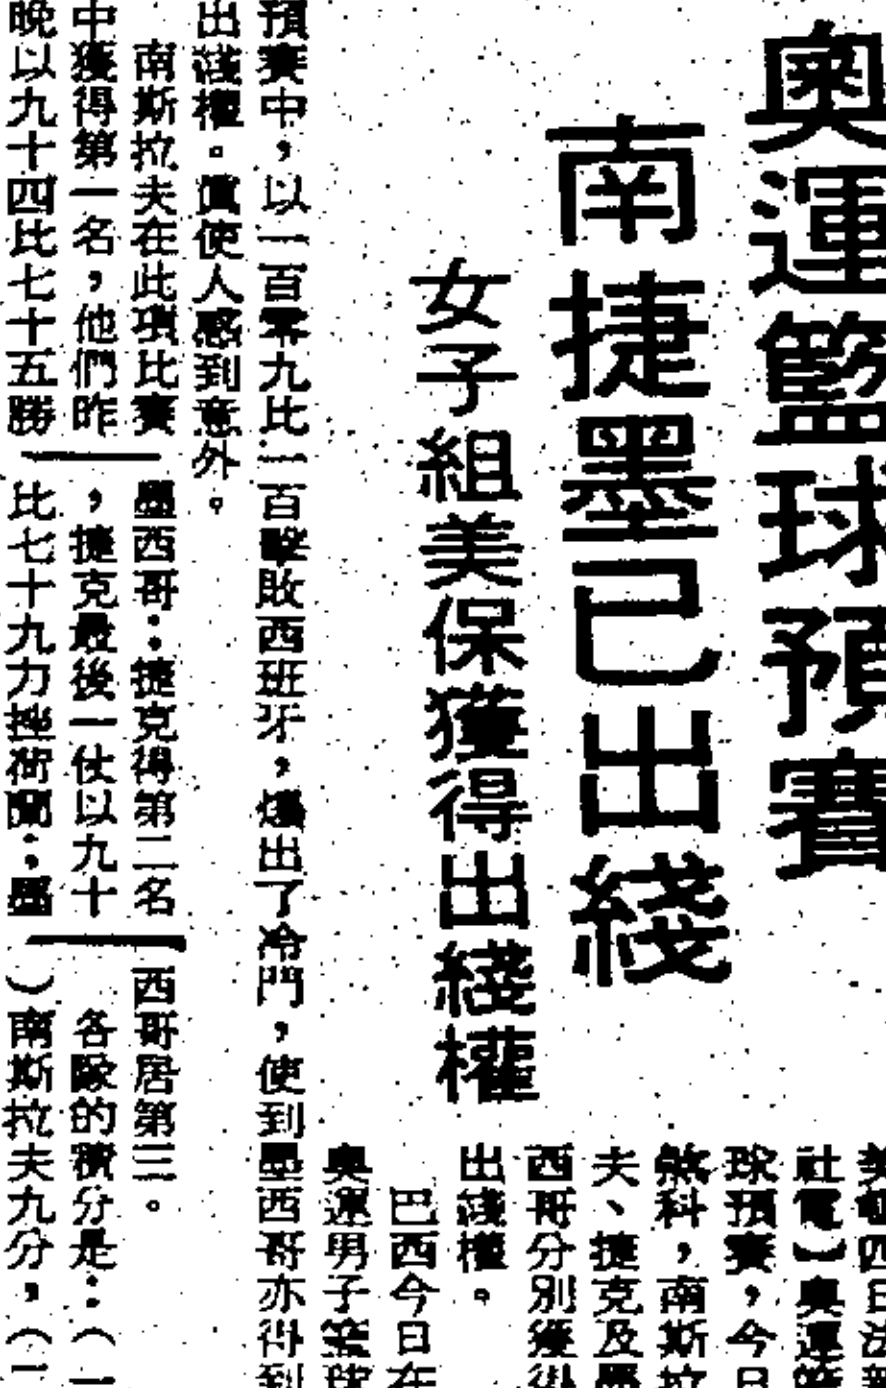 奧運籃球預賽
南捷墨已出綫
女子組美保獲得出綫權
社電】奧運籃
球預賽，今日
煞科，南斯拉
夫、捷克及墨
西哥分別獲得
出綫權。
巴西今日在
奧運男子籃球
預賽中，以一百零九比一百擊敗西班牙，爆出了冷門，使到墨西哥亦得到
出綫權。實使人感到意外。
南斯拉夫在此項比賽
中獲得第一名，他們昨
晚以九十四比七十五勝
墨西哥：捷克得第二名
，捷克最後一仗以九十
比七十九力挫荷蘭；墨
西哥居第三。
各隊的積分是：（一
）南斯拉夫九分，（二